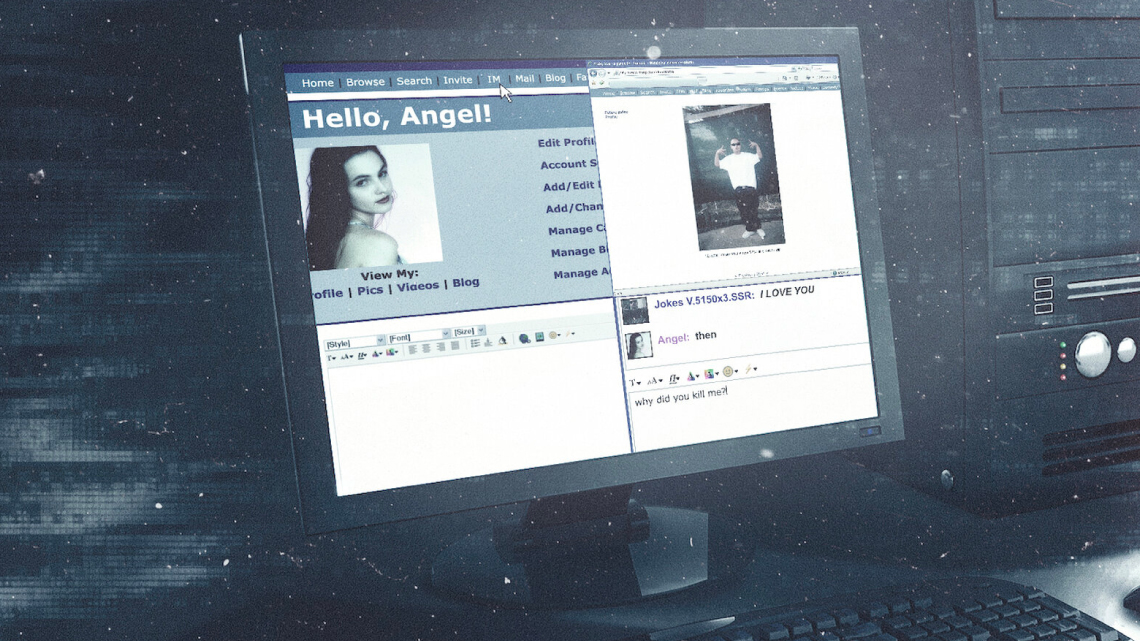 Home | Browse | Search | Invite | IM | Mail | Blog | Fa
Hello, Angel!
Edit Profil
Account S
Add/Edit
Add/Chan
Manage C
Manage B
Manage A
View My:
rofile | Pics | Videos | Blog
[Style] [Font] [Size]
Jokes V.5150x3.SSR: I LOVE YOU
Angel: then
why did you kill me?